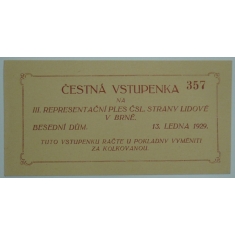 ČESTNÁ VSTUPENKA 357
NA
III. REPRESENTAČNÍ PLES ČSL. STRANY LIDOVÉ
V BRNĚ.
BESEDNÍ DŮM. 13. LEDNA 1929.
TUTO VSTUPENKU RAČTE U POKLADNY VYMĚNITI
ZA KOLKOVANOU.